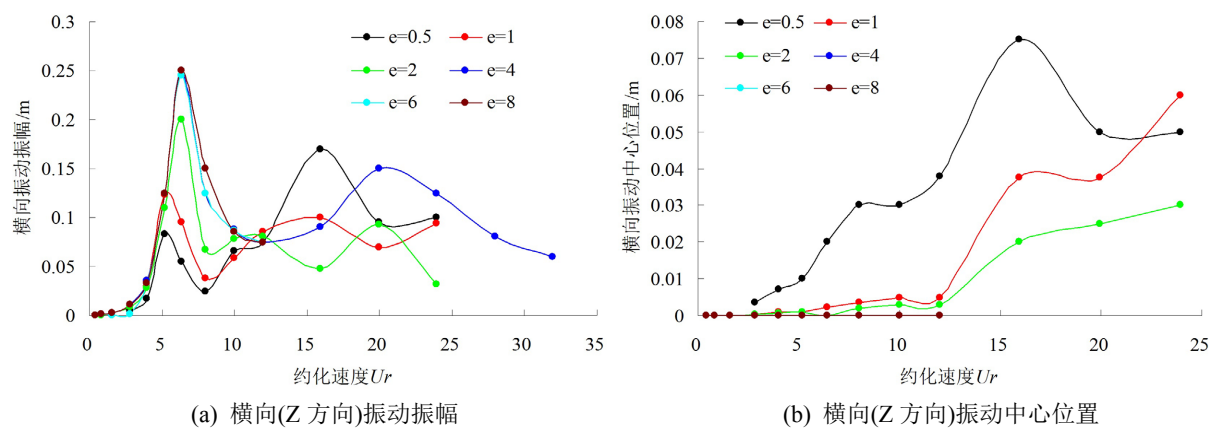 0.3
0.25
0.2
0.15
0.1
0.05
0
横向振动振幅/m
e=0.5
e=1
e=2
e=4
e=6
e=8
0 5 10 15 20 25 30 35
约化速度Ur
(a) 横向(Z 方向)振动振幅
0.08
0.07
0.06
0.05
0.04
0.03
0.02
0.01
0
横向振动中心位置/m
e=0.5
e=1
e=2
e=4
e=6
e=8
0 5 10 15 20 25
约化速度Ur
(b) 横向(Z 方向)振动中心位置